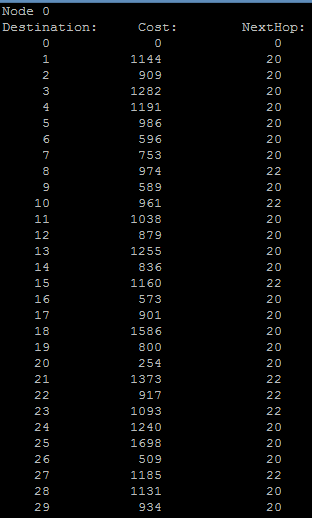 Node 0
Destination: Cost: NextHop:
0 0 0
1 1144 20
2 909 20
3 1282 20
4 1191 20
5 986 20
6 596 20
7 753 20
8 974 22
9 589 20
10 961 22
11 1038 20
12 879 20
13 1255 20
14 836 20
15 1160 22
16 573 20
17 901 20
18 1586 20
19 800 20
20 254 20
21 1373 22
22 917 22
23 1093 22
24 1240 20
25 1698 20
26 509 20
27 1185 22
28 1131 20
29 934 20